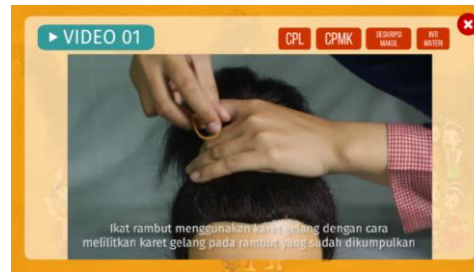 VIDEO 01
CPL
CPMK
DESKRIPSI
MAKUL
INTI
MATERI
Ikat rambut menggunakan karet gelang dengan cara
melilitkan karet gelang pada rambut yang sudah dikumpulkan